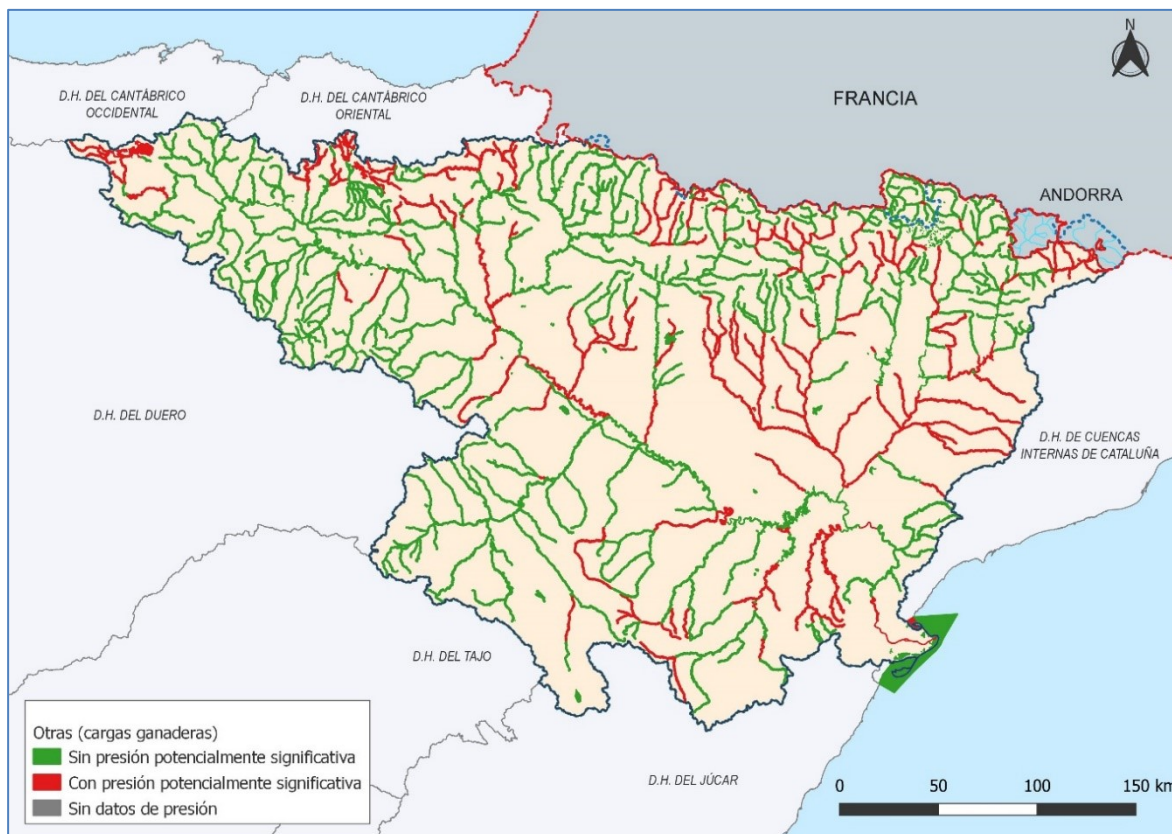 N
D.H. DEL CANTÁBRICO
OCCIDENTAL
D.H. DEL CANTÁBRICO
ORIENTAL
FRANCIA
ANDORRA
D.H. DEL DUERO
D.H. DE CUENCAS
INTERNAS DE CATALUÑA
D.H. DEL TAJO
D.H. DEL JÚCAR
Otras (cargas ganaderas)
Sin presión potencialmente significativa
Con presión potencialmente significativa
Sin datos de presión
0 50 100 150 km